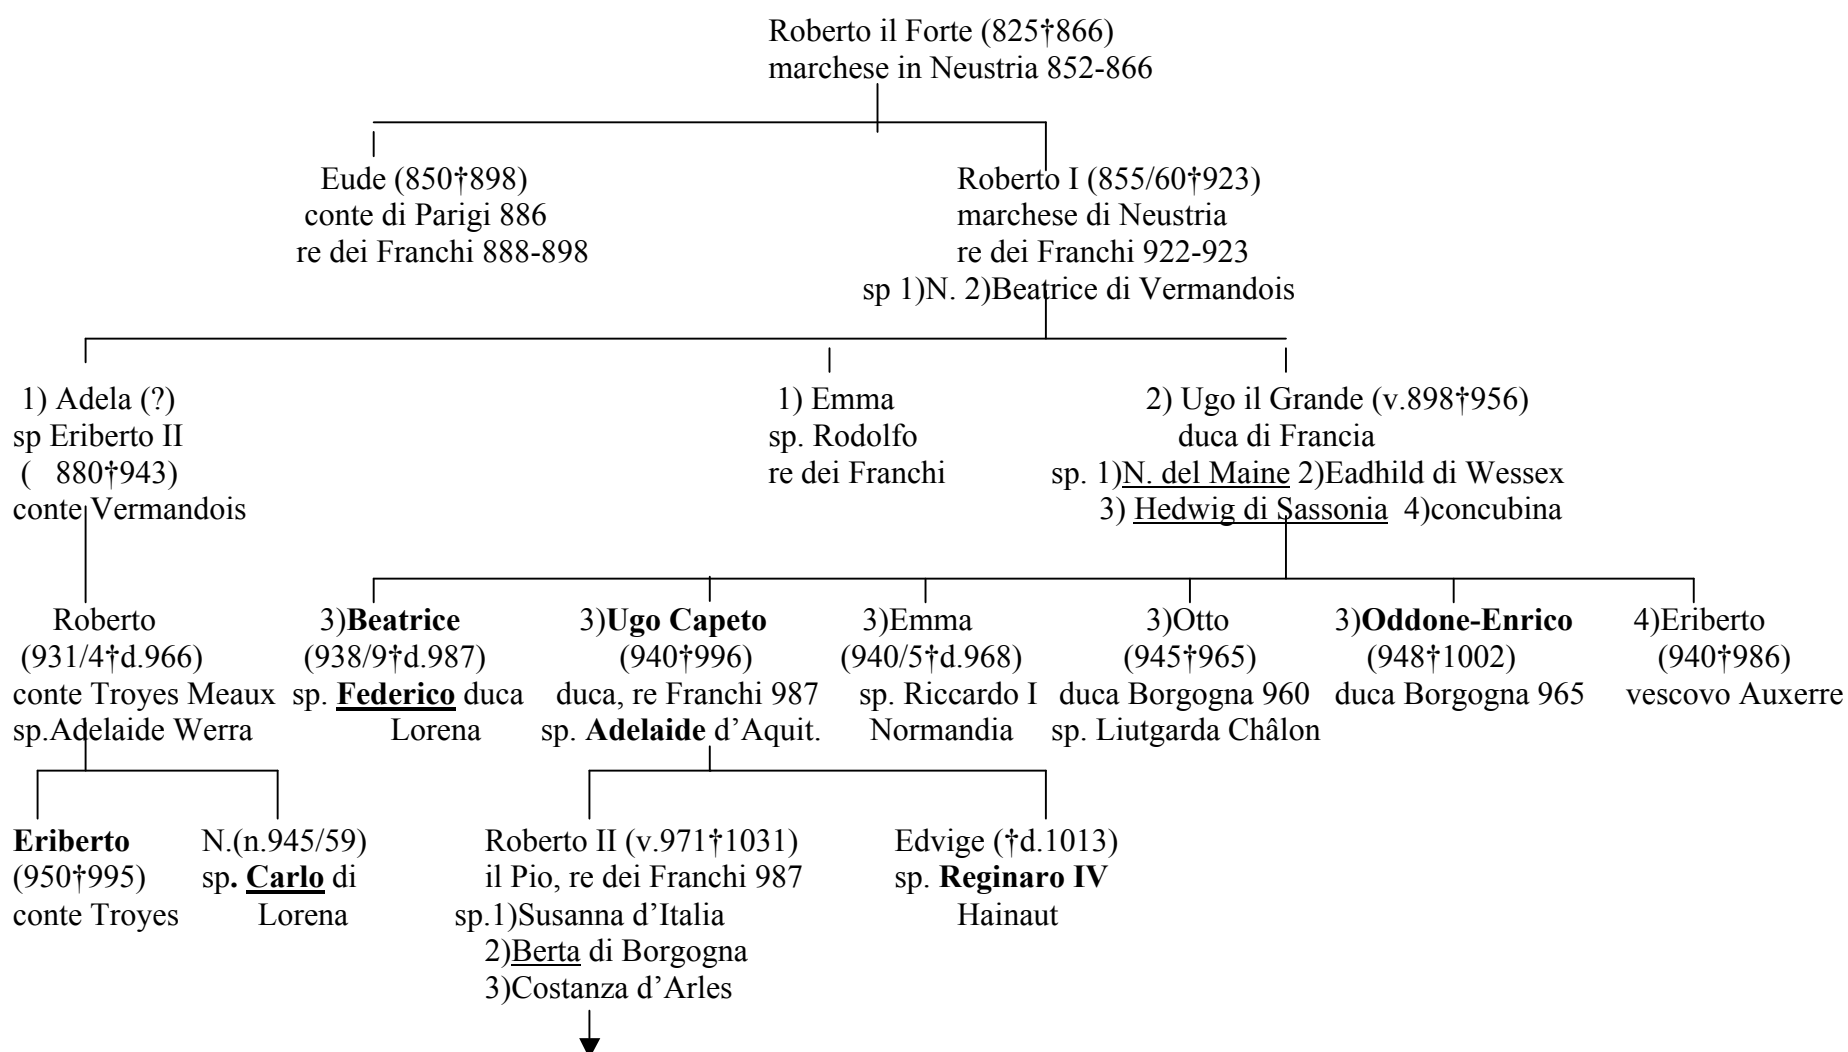 Roberto il Forte (825†866)
marchese in Neustria 852-866
Eude (850†898)
conte di Parigi 886
re dei Franchi 888-898
Roberto I (855/60†923)
marchese di Neustria
re dei Franchi 922-923
sp 1)N. 2)Beatrice di Vermandois
1) Adela (?)
sp Eriberto II
( 880†943)
conte Vermandois
1) Emma
sp. Rodolfo
re dei Franchi
2) Ugo il Grande (v.898†956)
duca di Francia
sp. 1)N. del Maine 2)Eadhild di Wessex
3) Hedwig di Sassonia 4)concubina
Roberto
(931/4†d.966)
conte Troyes Meaux
sp.Adelaide Werra
3)Beatrice
(938/9†d.987)
sp. Federico duca
Lorena
3)Ugo Capeto
(940†996)
duca, re Franchi 987
sp. Adelaide d’Aquit.
3)Emma
(940/5†d.968)
sp. Riccardo I
Normandia
3)Otto
(945†965)
duca Borgogna 960
sp. Liutgarda Châlon
3)Oddone-Enrico
(948†1002)
duca Borgogna 965
4)Eriberto
(940†986)
vescovo Auxerre
Eriberto
(950†995)
conte Troyes
N.(n.945/59)
sp. Carlo di
Lorena
Roberto II (v.971†1031)
il Pio, re dei Franchi 987
sp.1)Susanna d’Italia
2)Berta di Borgogna
3)Costanza d’Arles
Edvige (†d.1013)
sp. Reginaro IV
Hainaut